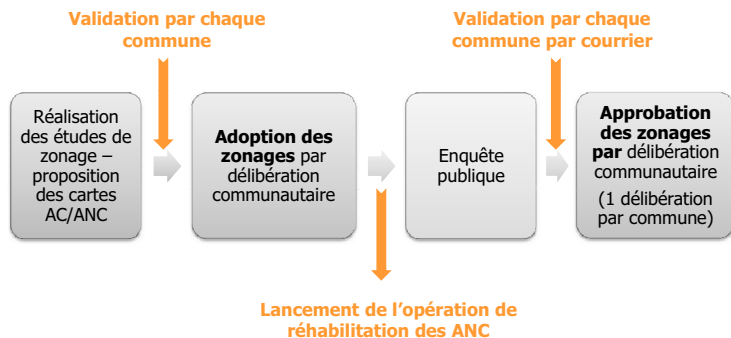 Validation par chaque
commune
Validation par chaque
commune par courrier
Réalisation
des études de
zonage –
proposition
des cartes
AC/ANC
Adoption des
zonages par
délibération
communautaire
Enquête
publique
Approbation
des zonages
par délibération
communautaire
(1 délibération
par commune)
Lancement de l’opération de
réhabilitation des ANC